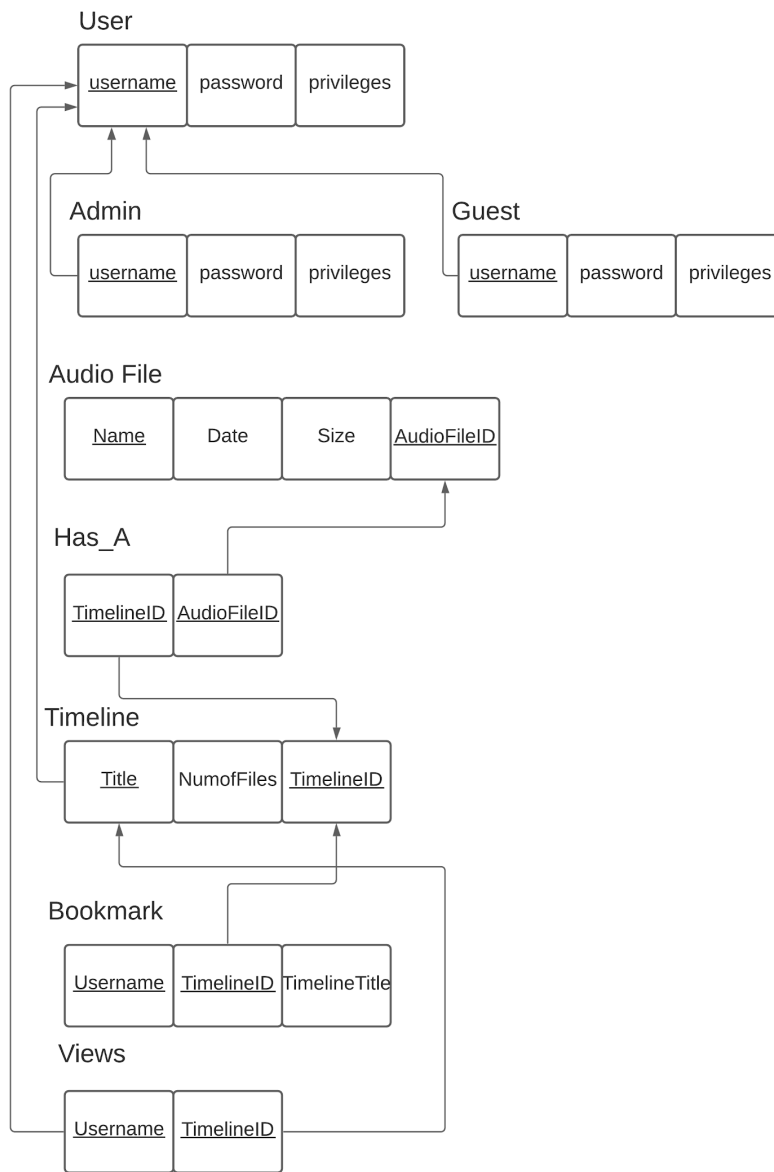 User
username password privileges
Admin Guest
username password privileges username password privileges
Audio File
Name Date Size AudioFileID
Has_A
TimelineID AudioFileID
Timeline
Title NumofFiles TimelineID
Bookmark
Username TimelineID TimelineTitle
Views
Username TimelineID